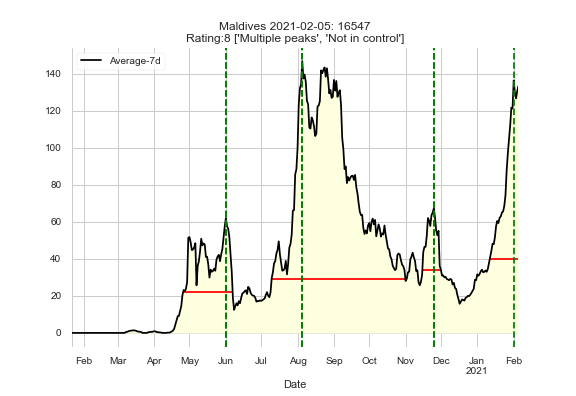 Maldives 2021-02-05: 16547
Rating:8 ['Multiple peaks', 'Not in control']
Average-7d
140
120
100
80
60
40
20
0
Feb Mar Apr May Jun Jul Aug Sep Oct Nov Dec Jan Feb
2021
Date